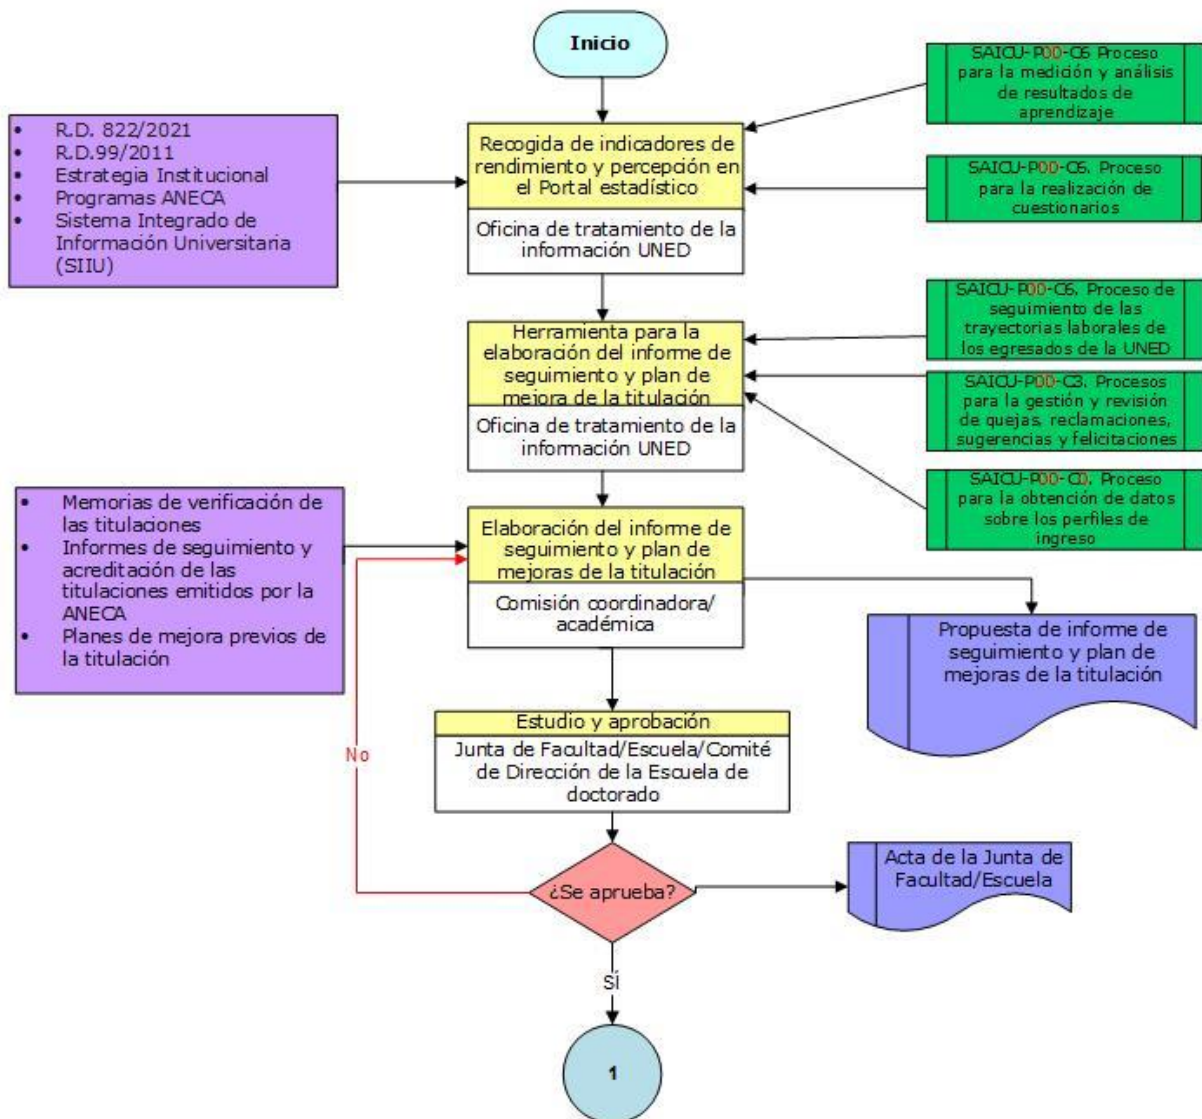 Inicio
SAICU-P00-C6 Proceso
para la medición y análisis
de resultados de
aprendizaje
• R.D. 822/2021
• R.D.99/2011
• Estrategia Institucional
• Programas ANECA
• Sistema Integrado de
Información Universitaria
(SIIU)
Recogida de indicadores de
rendimiento y percepción en
el Portal estadístico
Oficina de tratamiento de la
información UNED
SAICU-P00-C6. Proceso
para la realización de
cuestionarios
SAICU-P00-C6. Proceso de
seguimiento de las
trayectorias laborales de
los egresados de la UNED
Herramienta para la
elaboración del informe de
seguimiento y plan de
mejora de la titulación
Oficina de tratamiento de la
información UNED
SAICU-P00-C3. Procesos
para la gestión y revisión
de quejas, reclamaciones,
sugerencias y felicitaciones
SAICU-P00-C0. Proceso
para la obtención de datos
sobre los perfiles de
ingreso
• Memorias de verificación de
las titulaciones
• Informes de seguimiento y
acreditación de las
titulaciones emitidos por la
ANECA
• Planes de mejora previos de
la titulación
Elaboración del informe de
seguimiento y plan de
mejoras de la titulación
Comisión coordinadora/
académica
Propuesta de informe de
seguimiento y plan de
mejoras de la titulación
Estudio y aprobación
Junta de Facultad/Escuela/Comité
de Dirección de la Escuela de
doctorado
No
¿Se aprueba?
Acta de la Junta de
Facultad/Escuela
SÍ
1